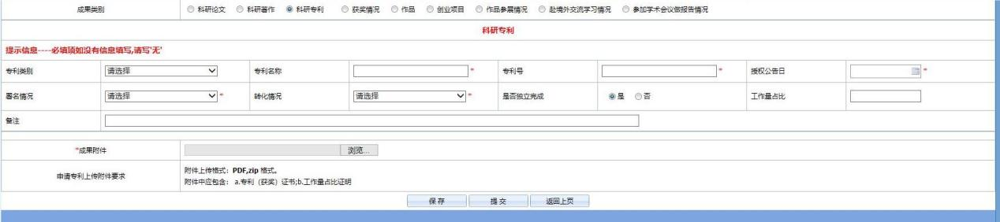 成果类别 科研论文 科研著作 科研专利 获奖情况 作品 创业项目 作品参展情况 赴境外交流学习情况 参加学术会议做报告情况
科研专利
提示信息----必填项如没有信息填写,请写'无'
专利类别 请选择 专利名称 * 专利号 * 授权公告日 *
署名情况 请选择 * 转化情况 请选择 * 是否独立完成 是 否 工作量占比
备注
*成果附件 浏览...
申请专利上传附件要求 附件上传格式：PDF,zip 格式。
附件中应包含： a.专利（获奖）证书;b.工作量占比证明
保 存 提 交 返回上页